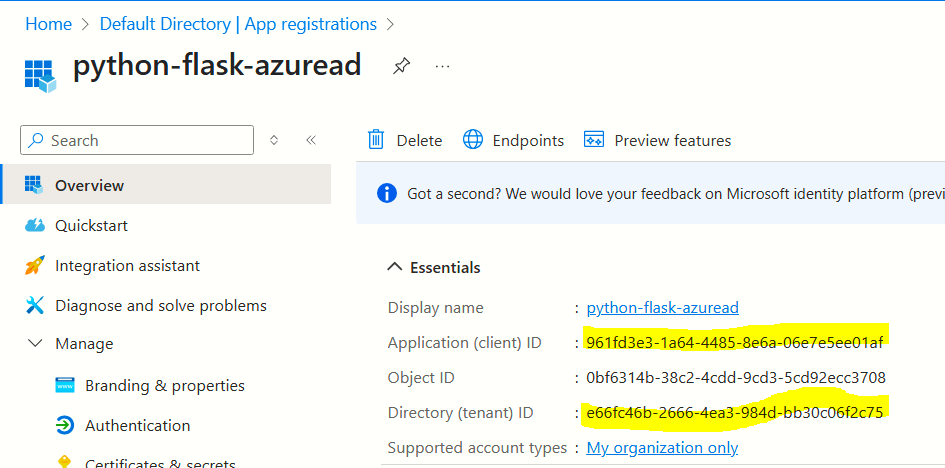 Home > Default Directory | App registrations >
python-flask-azuread ...
Search
Delete Endpoints Preview features
Overview
Got a second? We would love your feedback on Microsoft identity platform (previ
Quickstart
Integration assistant
Essentials
Diagnose and solve problems
Display name : python-flask-azuread
Manage
Application (client) ID : 961fd3e3-1a64-4485-8e6a-06e7e5ee01af
Branding & properties
Object ID : 0bf6314b-38c2-4cdd-9cd3-5cd92ecc3708
Authentication
Directory (tenant) ID : e66fc46b-2666-4ea3-984d-bb30c06f2c75
Supported account types : My organization only
Certificates & secrets